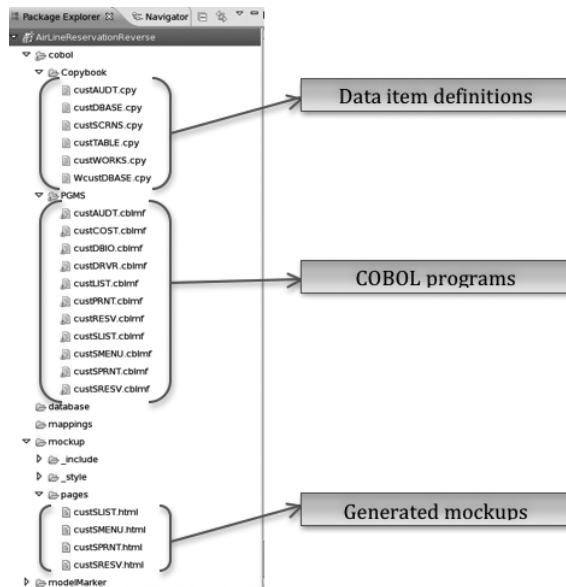 Package Explorer
Navigator
AirLineReservationReverse
cobol
Copybook
custAUDT.cpy
custDBASE.cpy
custSCRNS.cpy
custTABLE.cpy
custWORKS.cpy
WcustDBASE.cpy
Data item definitions
PGMS
custAUDT.cblmf
custCOST.cblmf
custDBIO.cblmf
custDRVR.cblmf
custLIST.cblmf
custPRNT.cblmf
custRESV.cblmf
custSLIST.cblmf
custSMENU.cblmf
custSPRNT.cblmf
custSRESV.cblmf
COBOL programs
database
mappings
mockup
_include
_style
pages
custSLIST.html
custSMENU.html
custSPRNT.html
custSRESV.html
Generated mockups
modelMarker